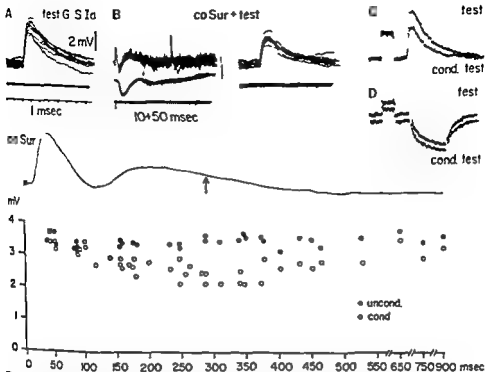 A test G S Ia
2 mV
1 msec
B co Sur + test
10+50 msec
C test
cond. test
D test
cond. test
Sur
mV
4
3
2
1
0
uncond.
cond
0 50 100 150 200 250 300 350 400 450 500 550 650 750 900 msec